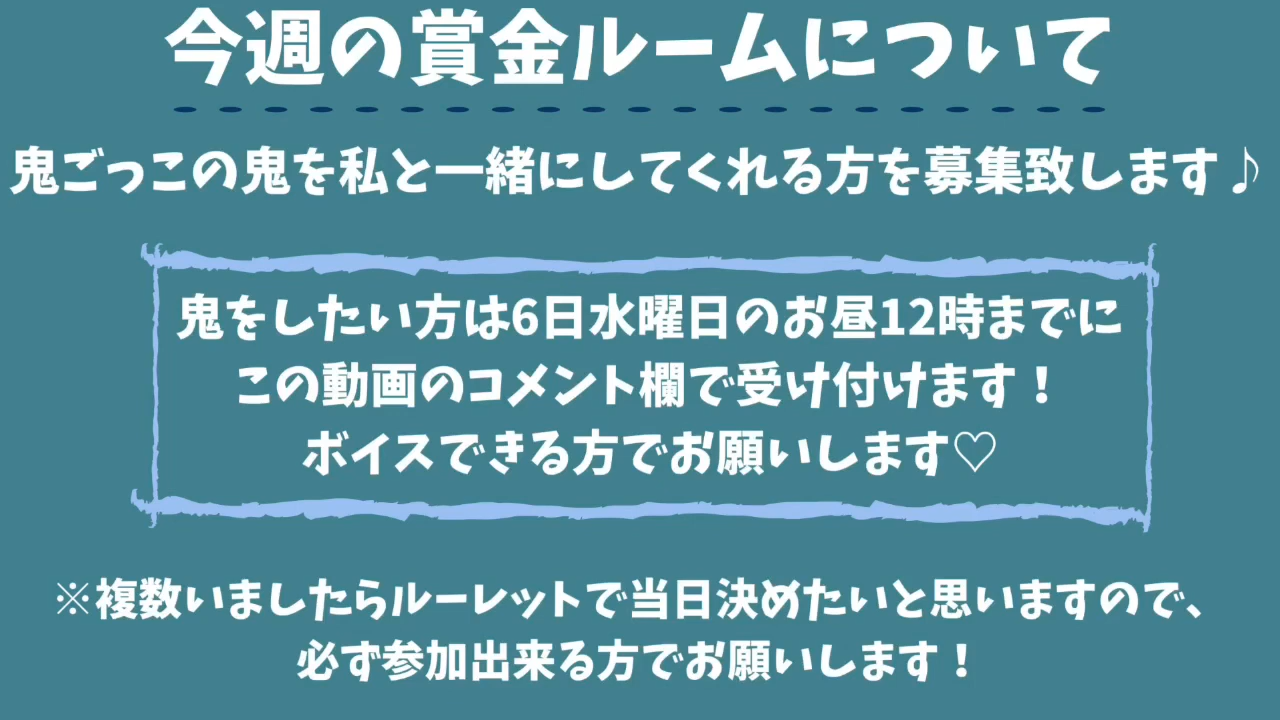 今週の賞金ルームについて
鬼ごっこの鬼を私と一緒にしてくれる方を募集致します♪
鬼をしたい方は6日水曜日のお昼12時までに
この動画のコメント欄で受け付けます！
ボイスできる方でお願いします♡
※複数いましたらルーレットで当日決めたいと思いますので、
必ず参加出来る方でお願いします！